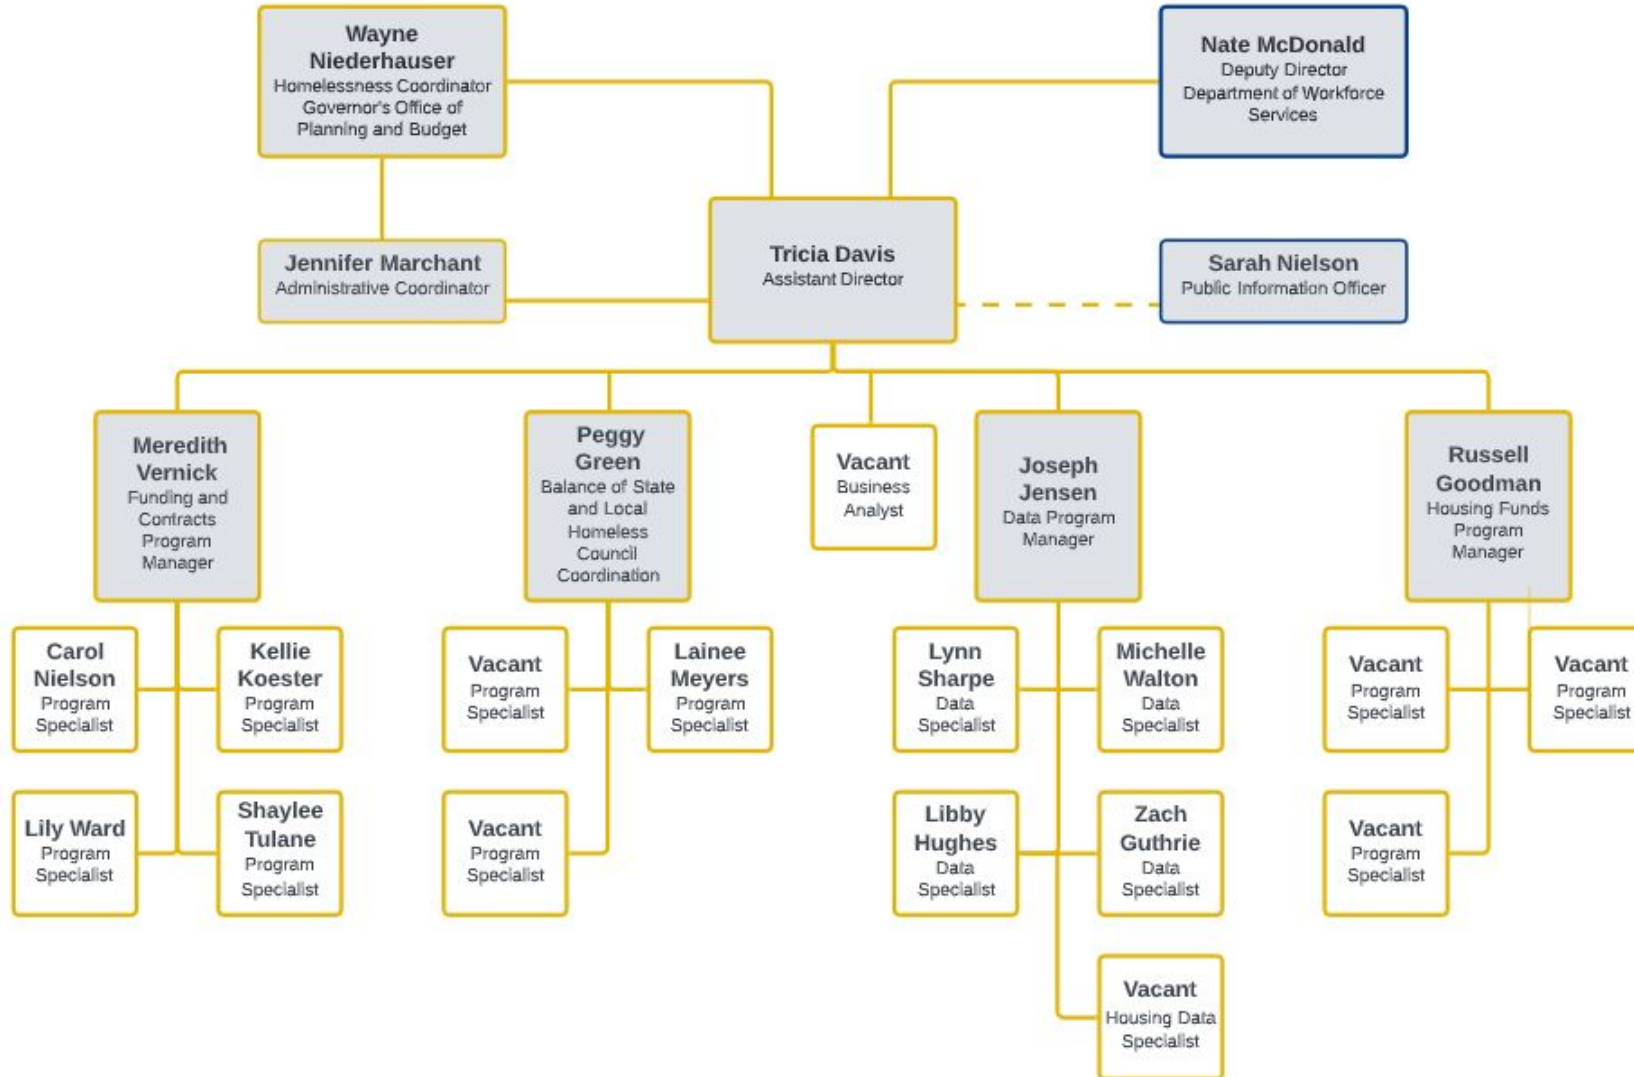 Wayne
Niederhauser
Homelessness Coordinator
Governor's Office of
Planning and Budget
Nate McDonald
Deputy Director
Department of Workforce
Services
Jennifer Marchant
Administrative Coordinator
Tricia Davis
Assistant Director
Sarah Nielson
Public Information Officer
Meredith
Vernick
Funding and
Contracts
Program
Manager
Peggy
Green
Balance of State
and Local
Homeless
Council
Coordination
Vacant
Business
Analyst
Joseph
Jensen
Data Program
Manager
Russell
Goodman
Housing Funds
Program
Manager
Carol
Nielson
Program
Specialist
Kellie
Koester
Program
Specialist
Vacant
Program
Specialist
Lainee
Meyers
Program
Specialist
Lynn
Sharpe
Data
Specialist
Michelle
Walton
Data
Specialist
Vacant
Program
Specialist
Vacant
Program
Specialist
Lily Ward
Program
Specialist
Shaylee
Tulane
Program
Specialist
Vacant
Program
Specialist
Libby
Hughes
Data
Specialist
Zach
Guthrie
Data
Specialist
Vacant
Program
Specialist
Vacant
Housing Data
Specialist